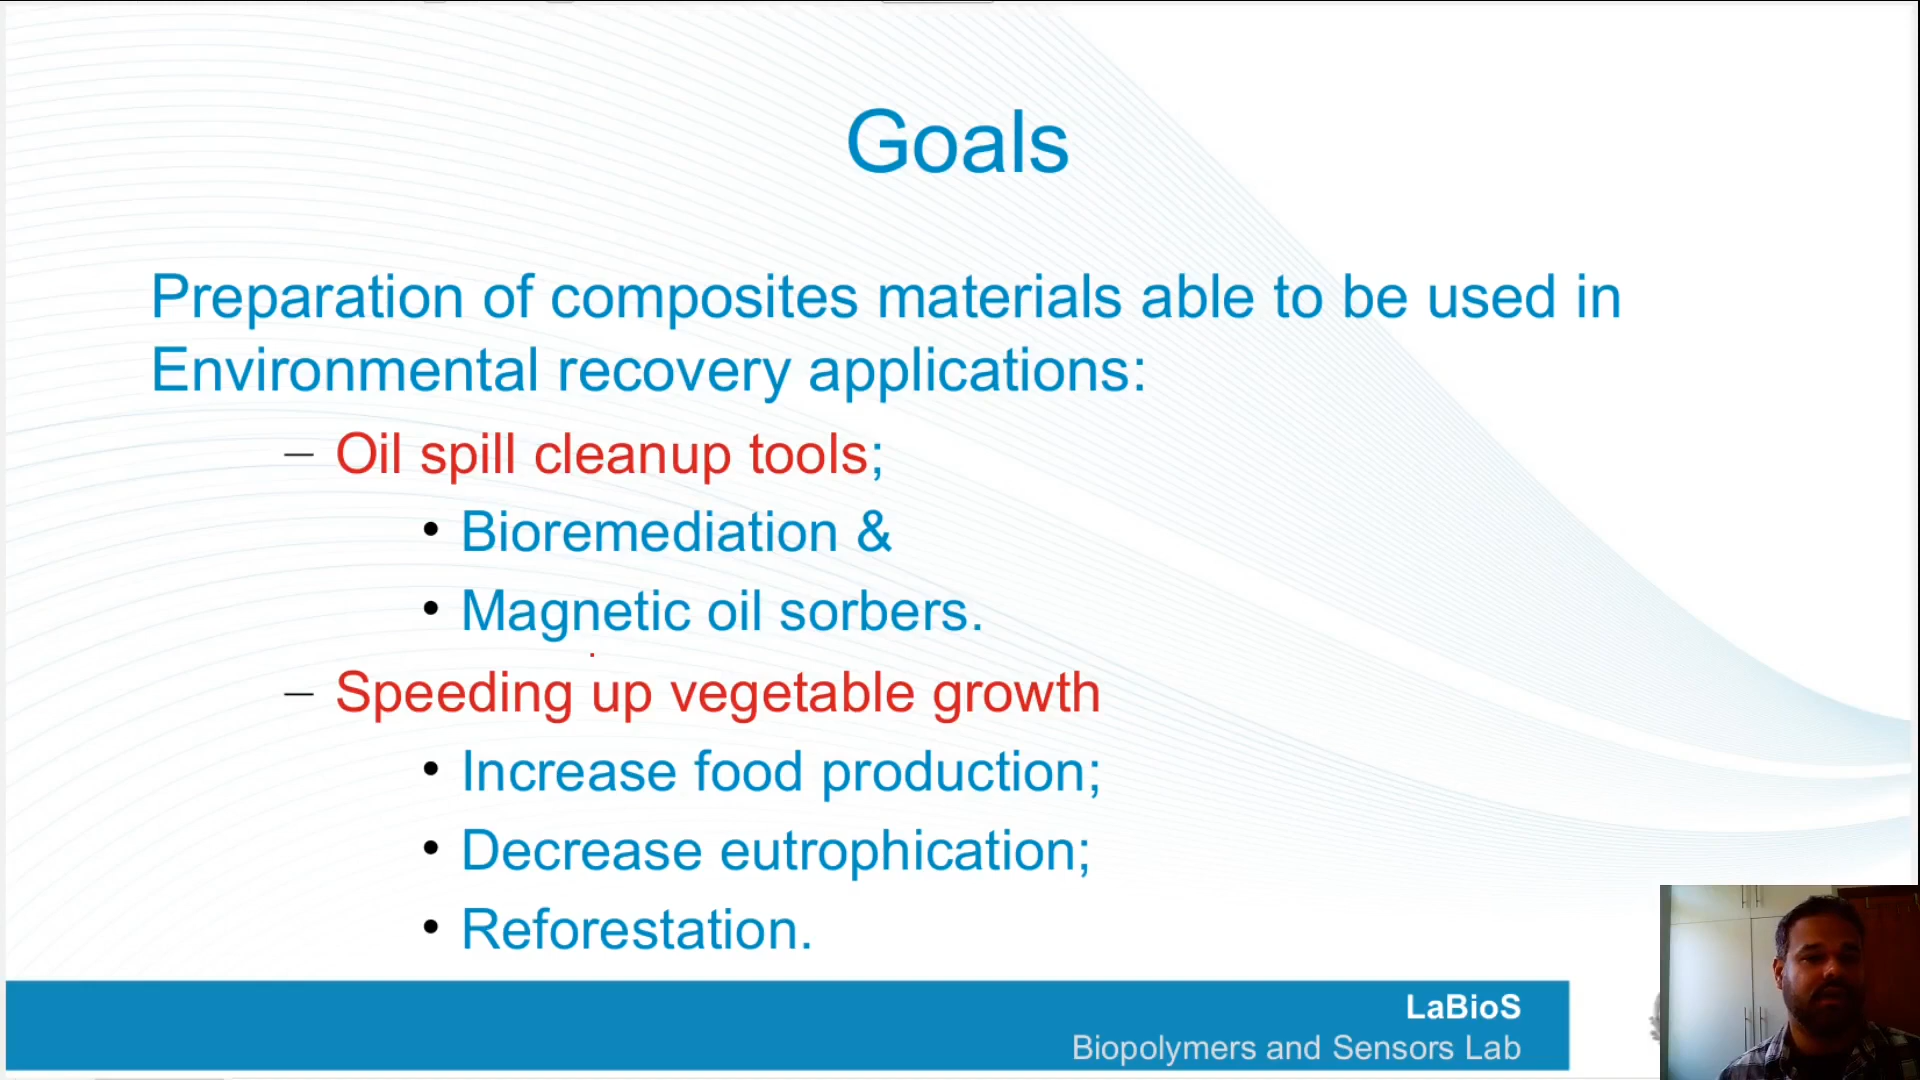 Goals
Preparation of composites materials able to be used in
Environmental recovery applications:
– Oil spill cleanup tools;
• Bioremediation &
• Magnetic oil sorbers.
– Speeding up vegetable growth
• Increase food production;
• Decrease eutrophication;
• Reforestation.
LaBioS
Biopolymers and Sensors Lab